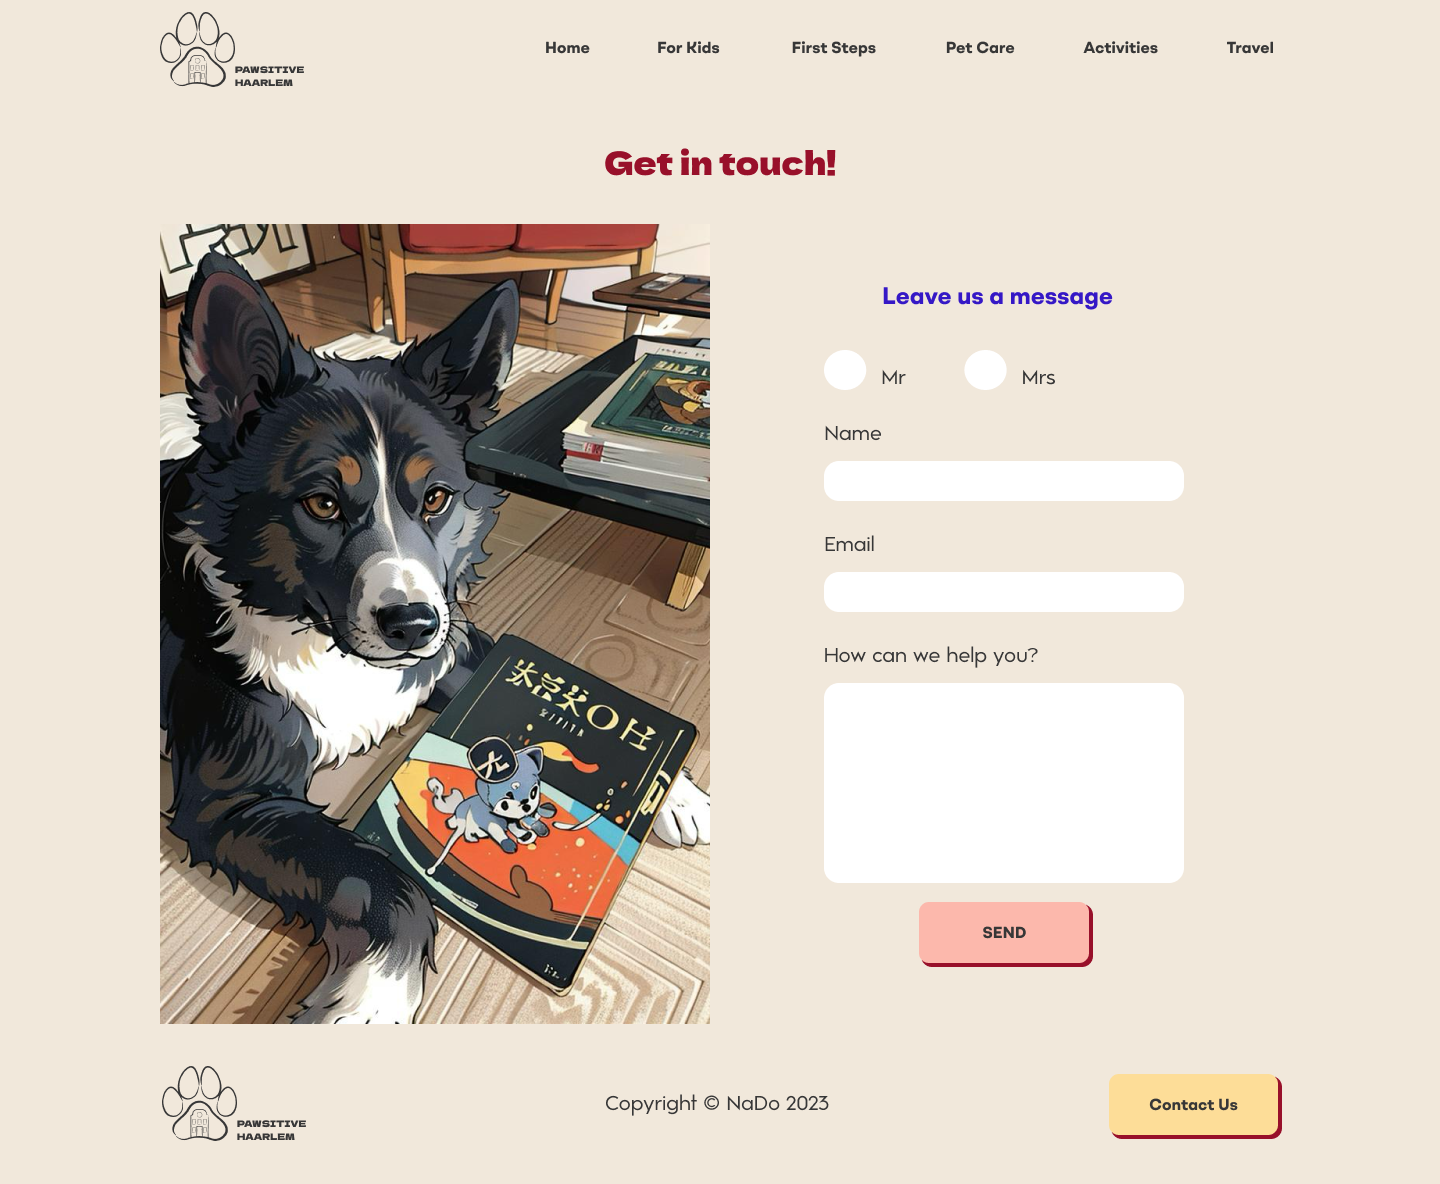 PAWSITIVE
HAARLEM
Home
For Kids
First Steps
Pet Care
Activities
Travel
Get in touch!
Leave us a message
Mr
Mrs
Name
Email
How can we help you?
SEND
PAWSITIVE
HAARLEM
Copyright © NaDo 2023
Contact Us